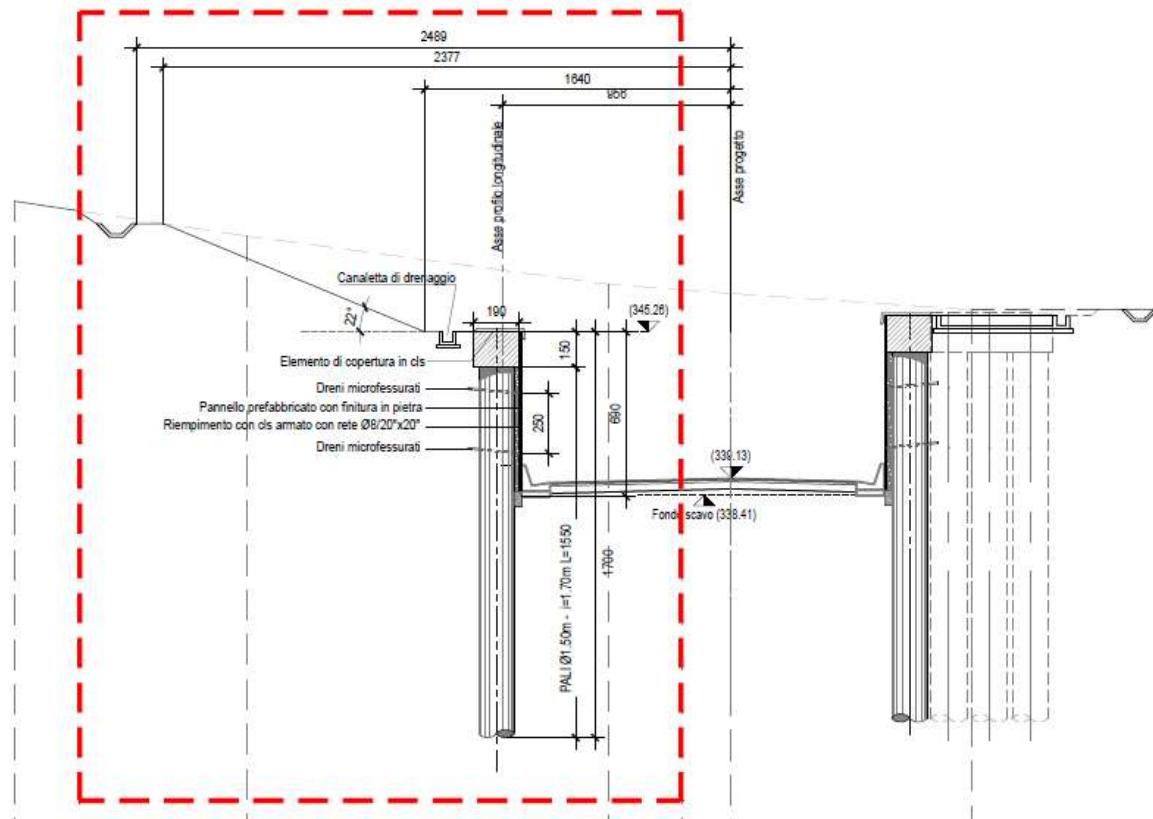 2489
2377
1640
956
Asse profilo longitudinale
Asse progetto
Canaletta di drenaggio
22°
190
(345.26)
Elemento di copertura in cls
150
Dreni microfessurati
Pannello prefabbricato con finitura in pietra
250
690
Riempimento con cls armato con rete Ø8/20"x20"
Dreni microfessurati
(339.13)
Fondo scavo (338.41)
PALI Ø1.50m - i=1.70m L=1550
1700